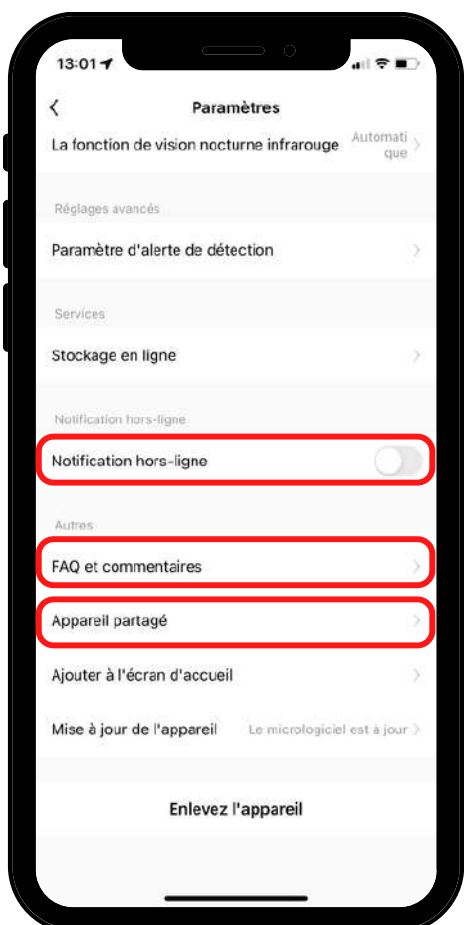 13:01
Paramètres
La fonction de vision nocturne infrarouge Automati
que
Réglages avancés
Paramètre d'alerte de détection
Services
Stockage en ligne
Notification hors-ligne
Notification hors-ligne
Autres
FAQ et commentaires
Appareil partagé
Ajouter à l'écran d'accueil
Mise à jour de l'appareil Le micrologiciel est à jour
Enlevez l'appareil